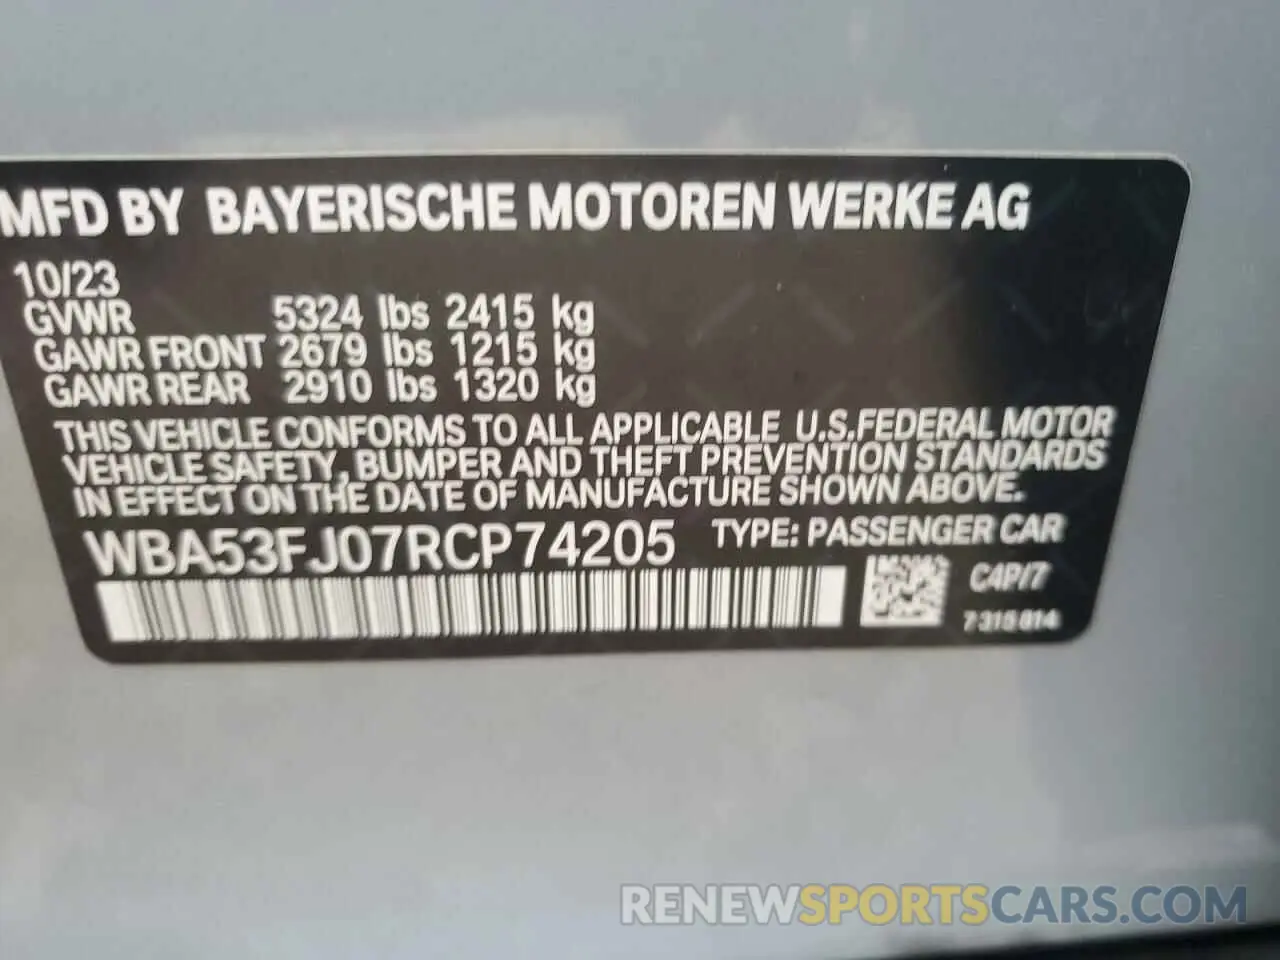 MFD BY BAYERISCHE MOTOREN WERKE AG
10/23
GVWR 5324 lbs 2415 kg
GAWR FRONT 2679 lbs 1215 kg
GAWR REAR 2910 lbs 1320 kg
THIS VEHICLE CONFORMS TO ALL APPLICABLE U.S.FEDERAL MOTOR
VEHICLE SAFETY, BUMPER AND THEFT PREVENTION STANDARDS
IN EFFECT ON THE DATE OF MANUFACTURE SHOWN ABOVE.
WBA53FJ07RCP74205 TYPE: PASSENGER CAR
C4P/7
7315814
RENEWSPORTSCARS.COM